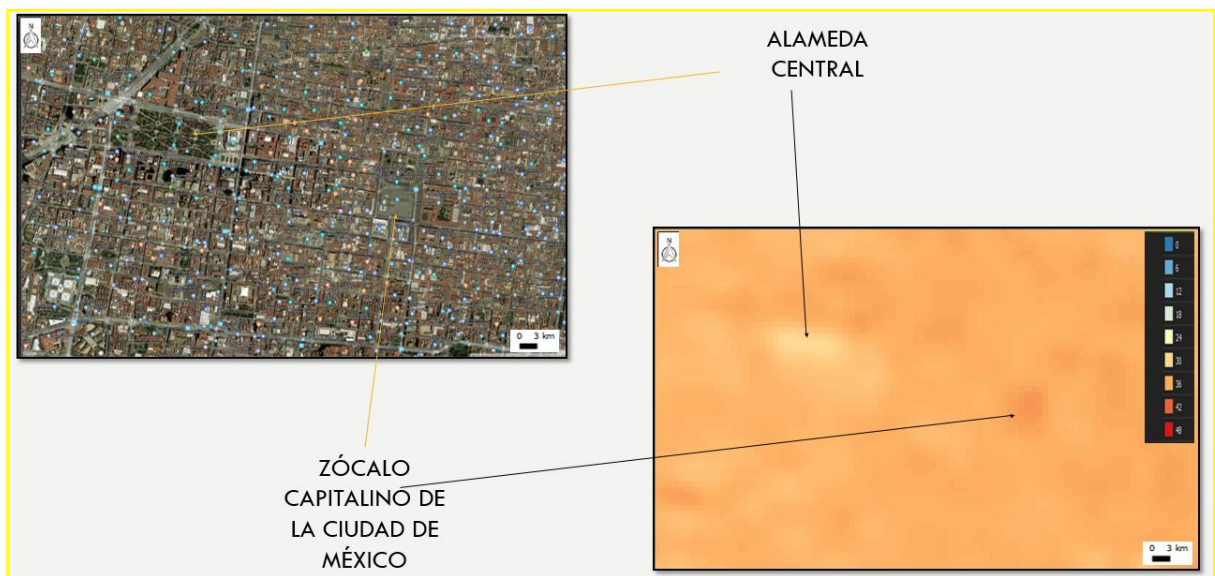 N
ALAMEDA
CENTRAL
0 3 km
ZÓCALO
CAPITALINO DE
LA CIUDAD DE
MÉXICO
N
0
6
12
18
24
30
36
42
48
0 3 km